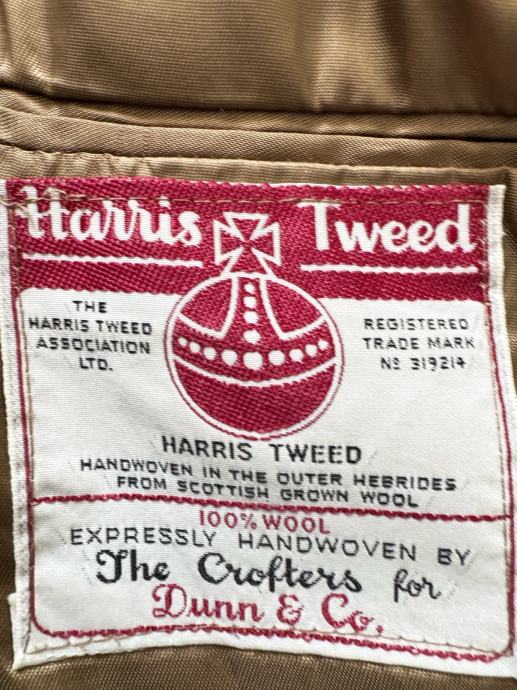 Harris Tweed
THE
HARRIS TWEED
ASSOCIATION
LTD.
REGISTERED
TRADE MARK
Nº 319214
HARRIS TWEED
HANDWOVEN IN THE OUTER HEBRIDES
FROM SCOTTISH GROWN WOOL
100% WOOL
EXPRESSLY HANDWOVEN BY
The Crofters for
Dunn & Co.